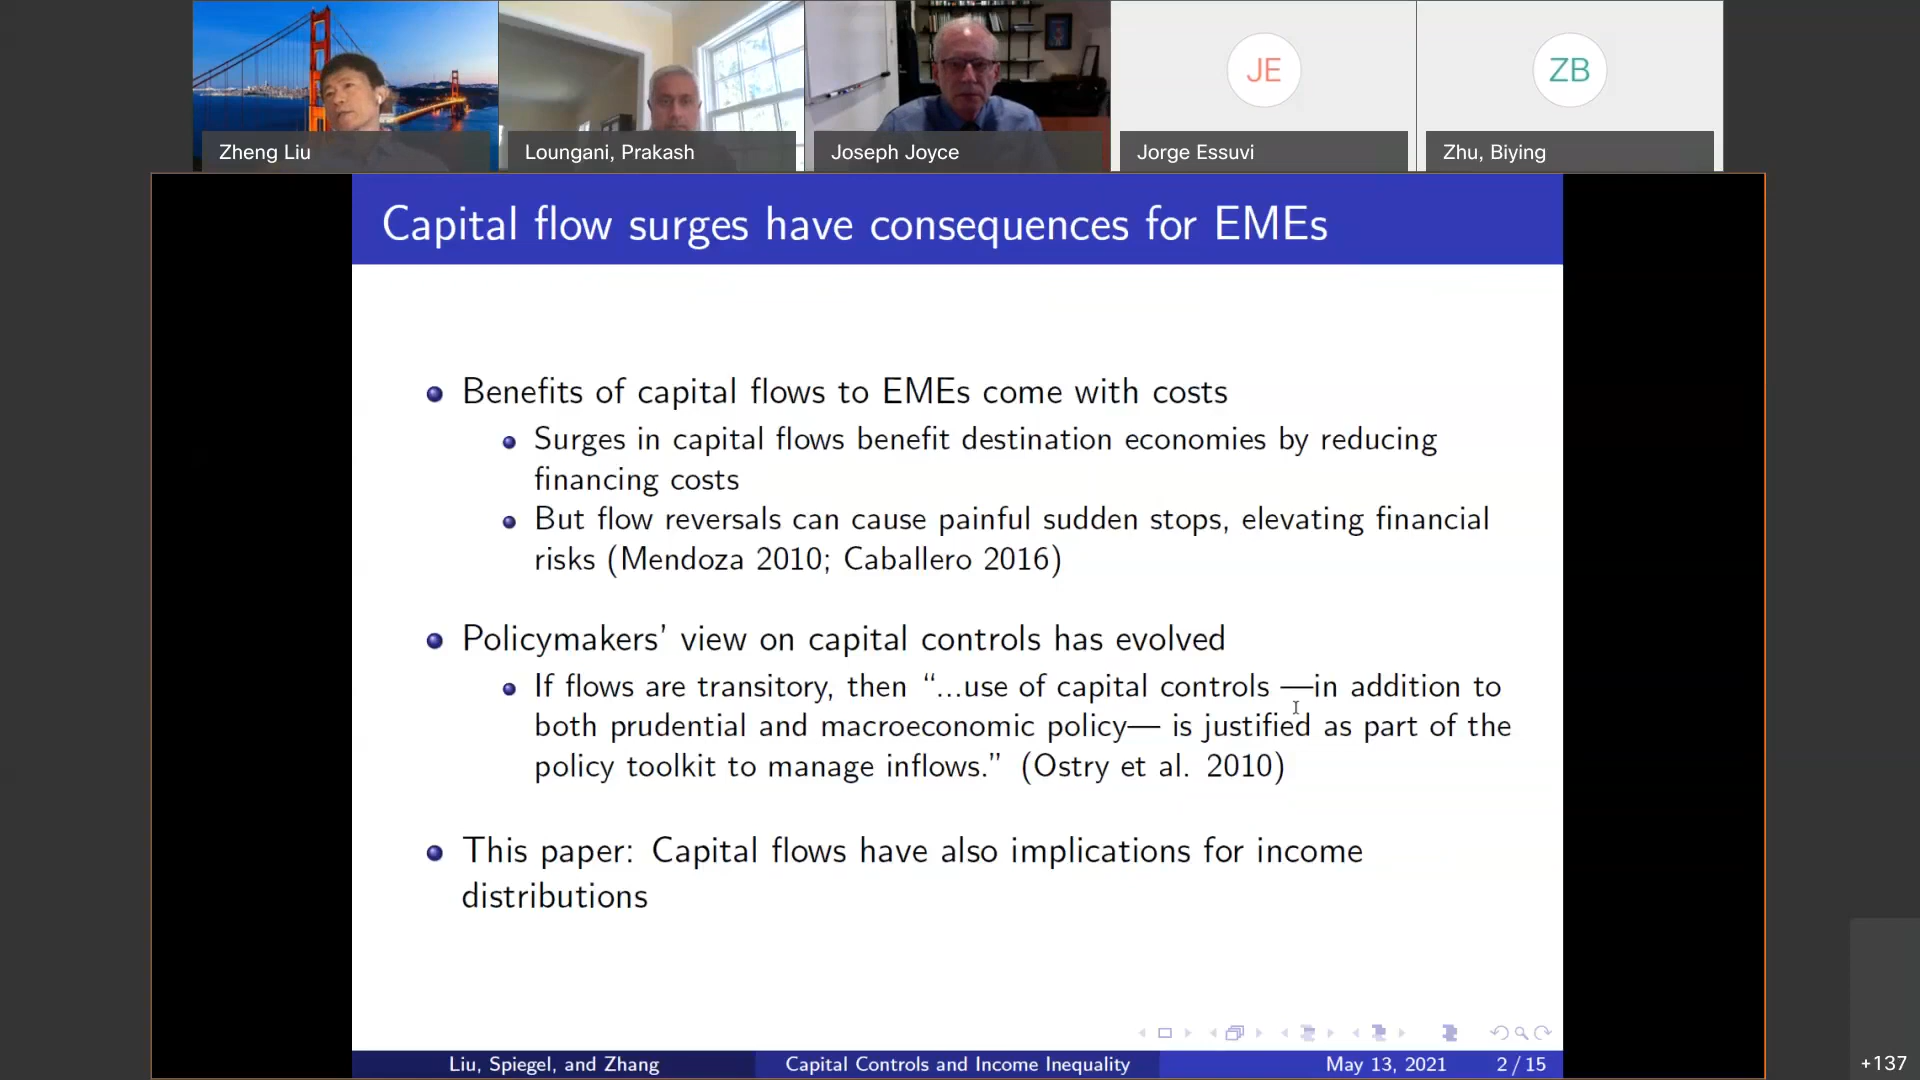 Zheng Liu
Loungani, Prakash
Joseph Joyce
JE
Jorge Essuvi
ZB
Zhu, Biying
Capital flow surges have consequences for EMEs
Benefits of capital flows to EMEs come with costs
Surges in capital flows benefit destination economies by reducing
financing costs
But flow reversals can cause painful sudden stops, elevating financial
risks (Mendoza 2010; Caballero 2016)
Policymakers’ view on capital controls has evolved
If flows are transitory, then “...use of capital controls —in addition to
both prudential and macroeconomic policy— is justified as part of the
policy toolkit to manage inflows.” (Ostry et al. 2010)
This paper: Capital flows have also implications for income
distributions
Liu, Spiegel, and Zhang
Capital Controls and Income Inequality
May 13, 2021
2 / 15
+137